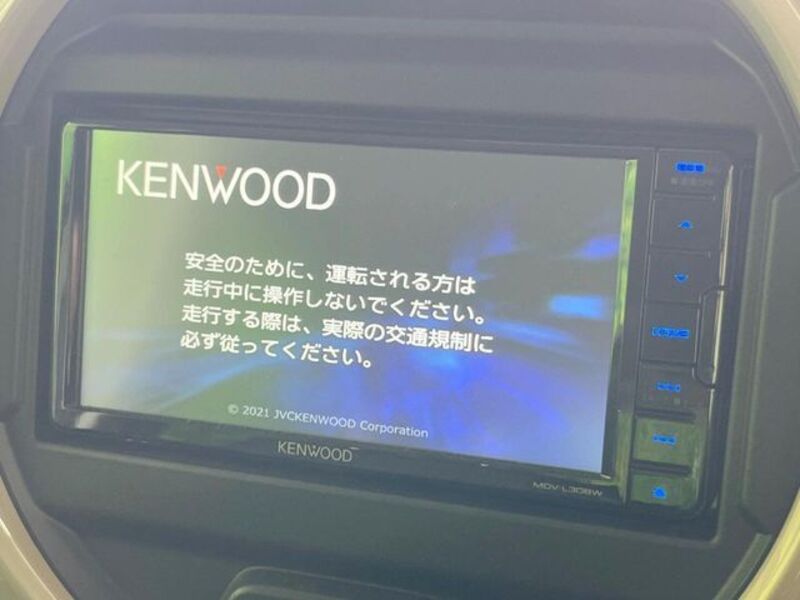 KENWOOD
安全のために、運転される方は
走行中に操作しないでください。
走行する際は、実際の交通規制に
必ず従ってください。
© 2021 JVCKENWOOD Corporation
KENWOOD
MDV-L308W